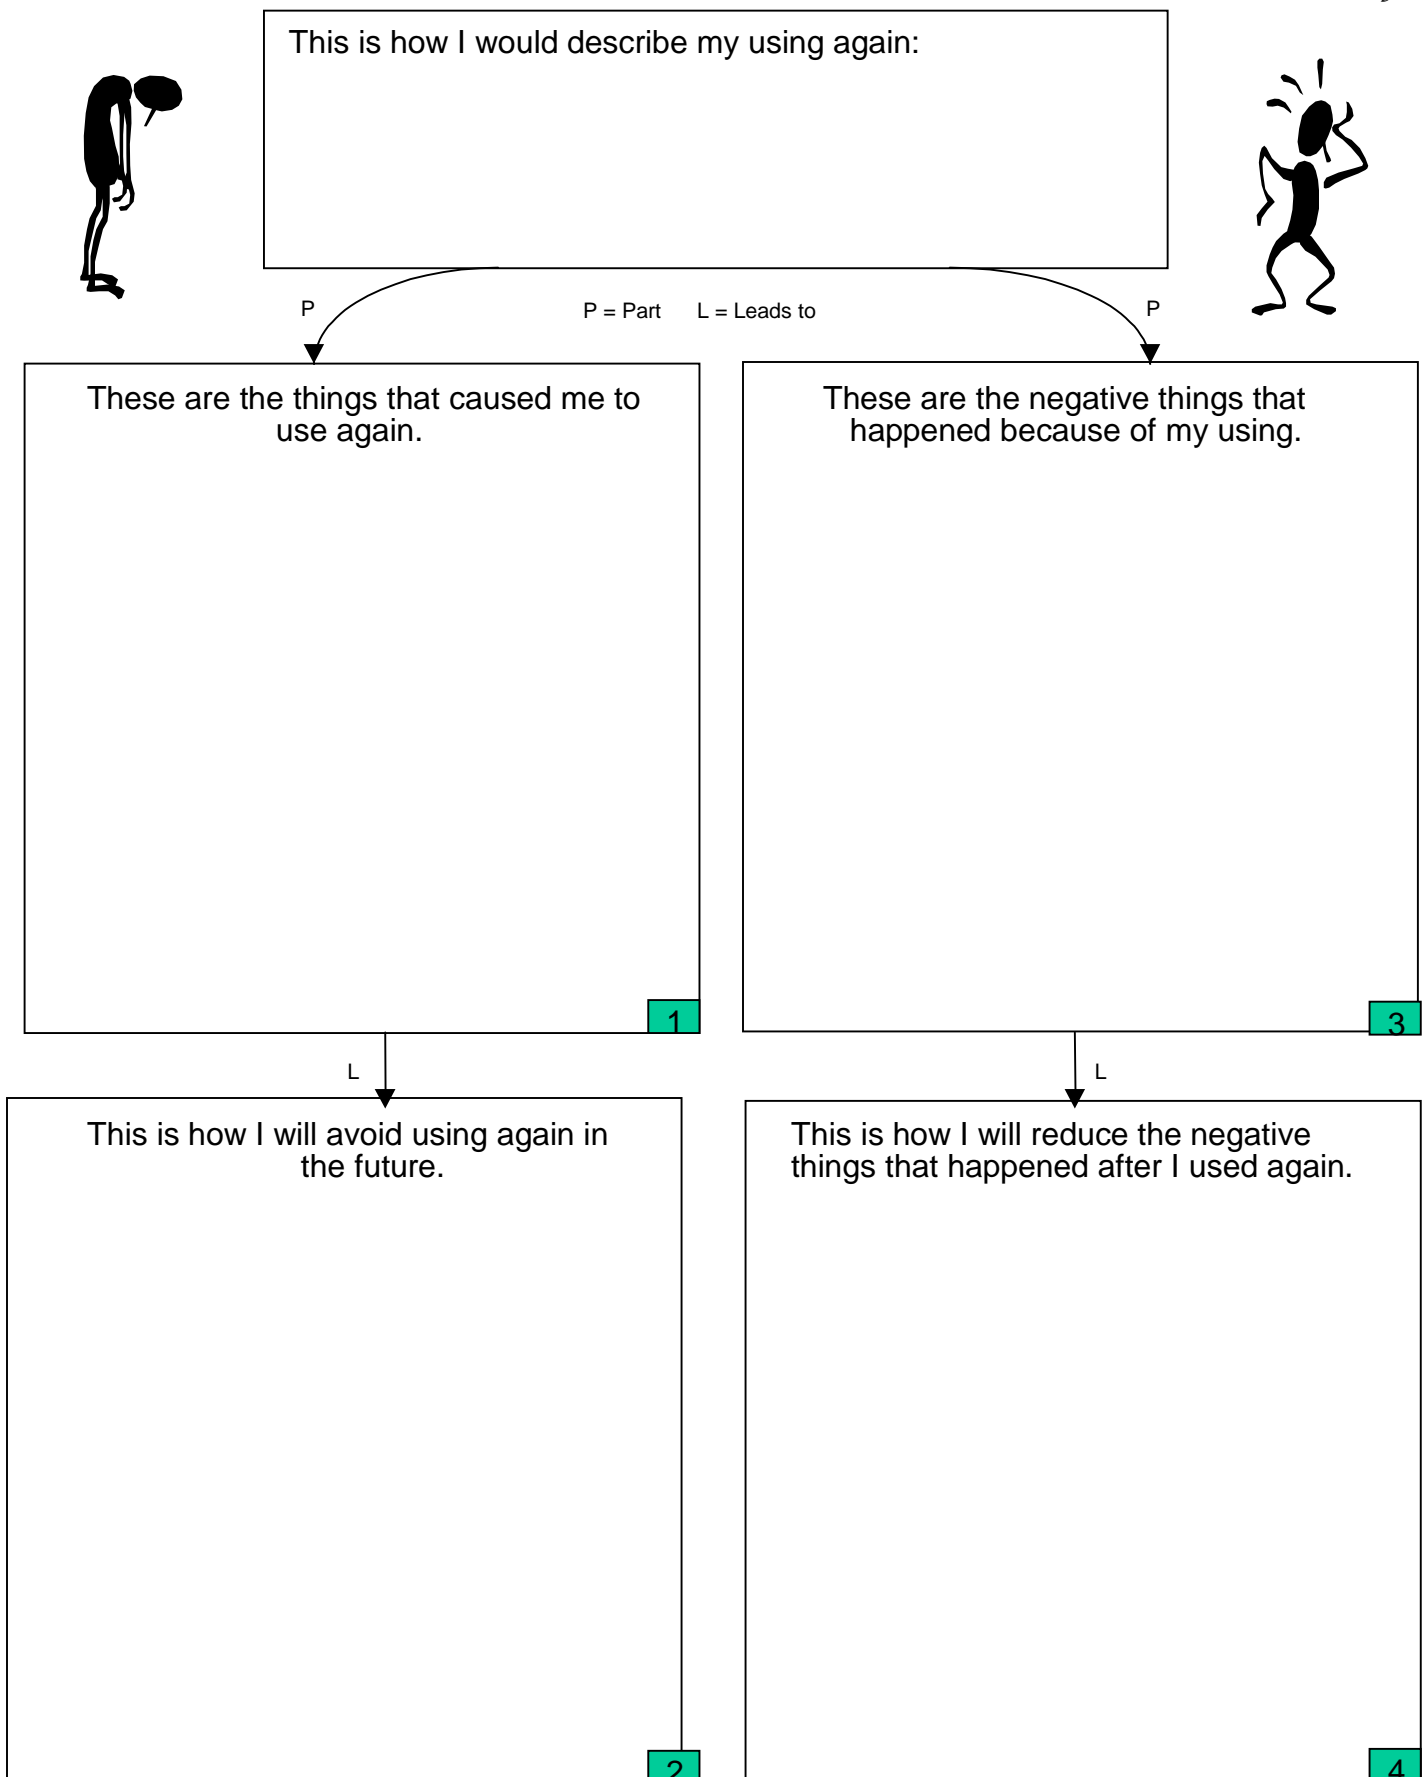 This is how I would describe my using again:
P
P = Part L = Leads to
P
These are the things that caused me to
use again.
1
These are the negative things that
happened because of my using.
3
L
L
This is how I will avoid using again in
the future.
2
This is how I will reduce the negative
things that happened after I used again.
4